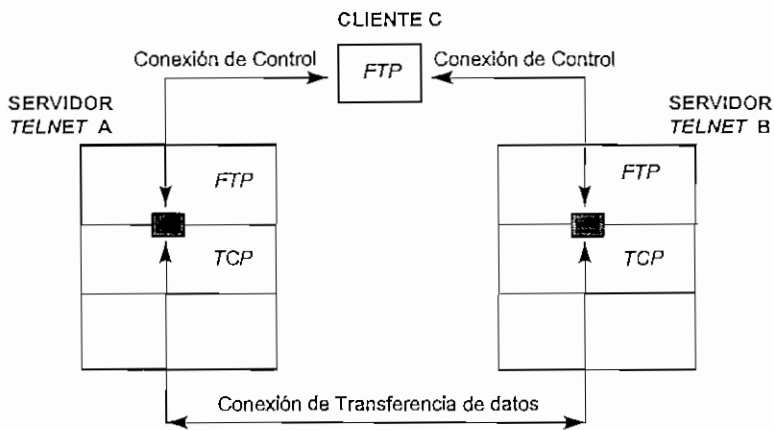 CLIENTE C
Conexión de Control
FTP
Conexión de Control
SERVIDOR
TELNET A
SERVIDOR
TELNET B
FTP
FTP
TCP
TCP
Conexión de Transferencia de datos